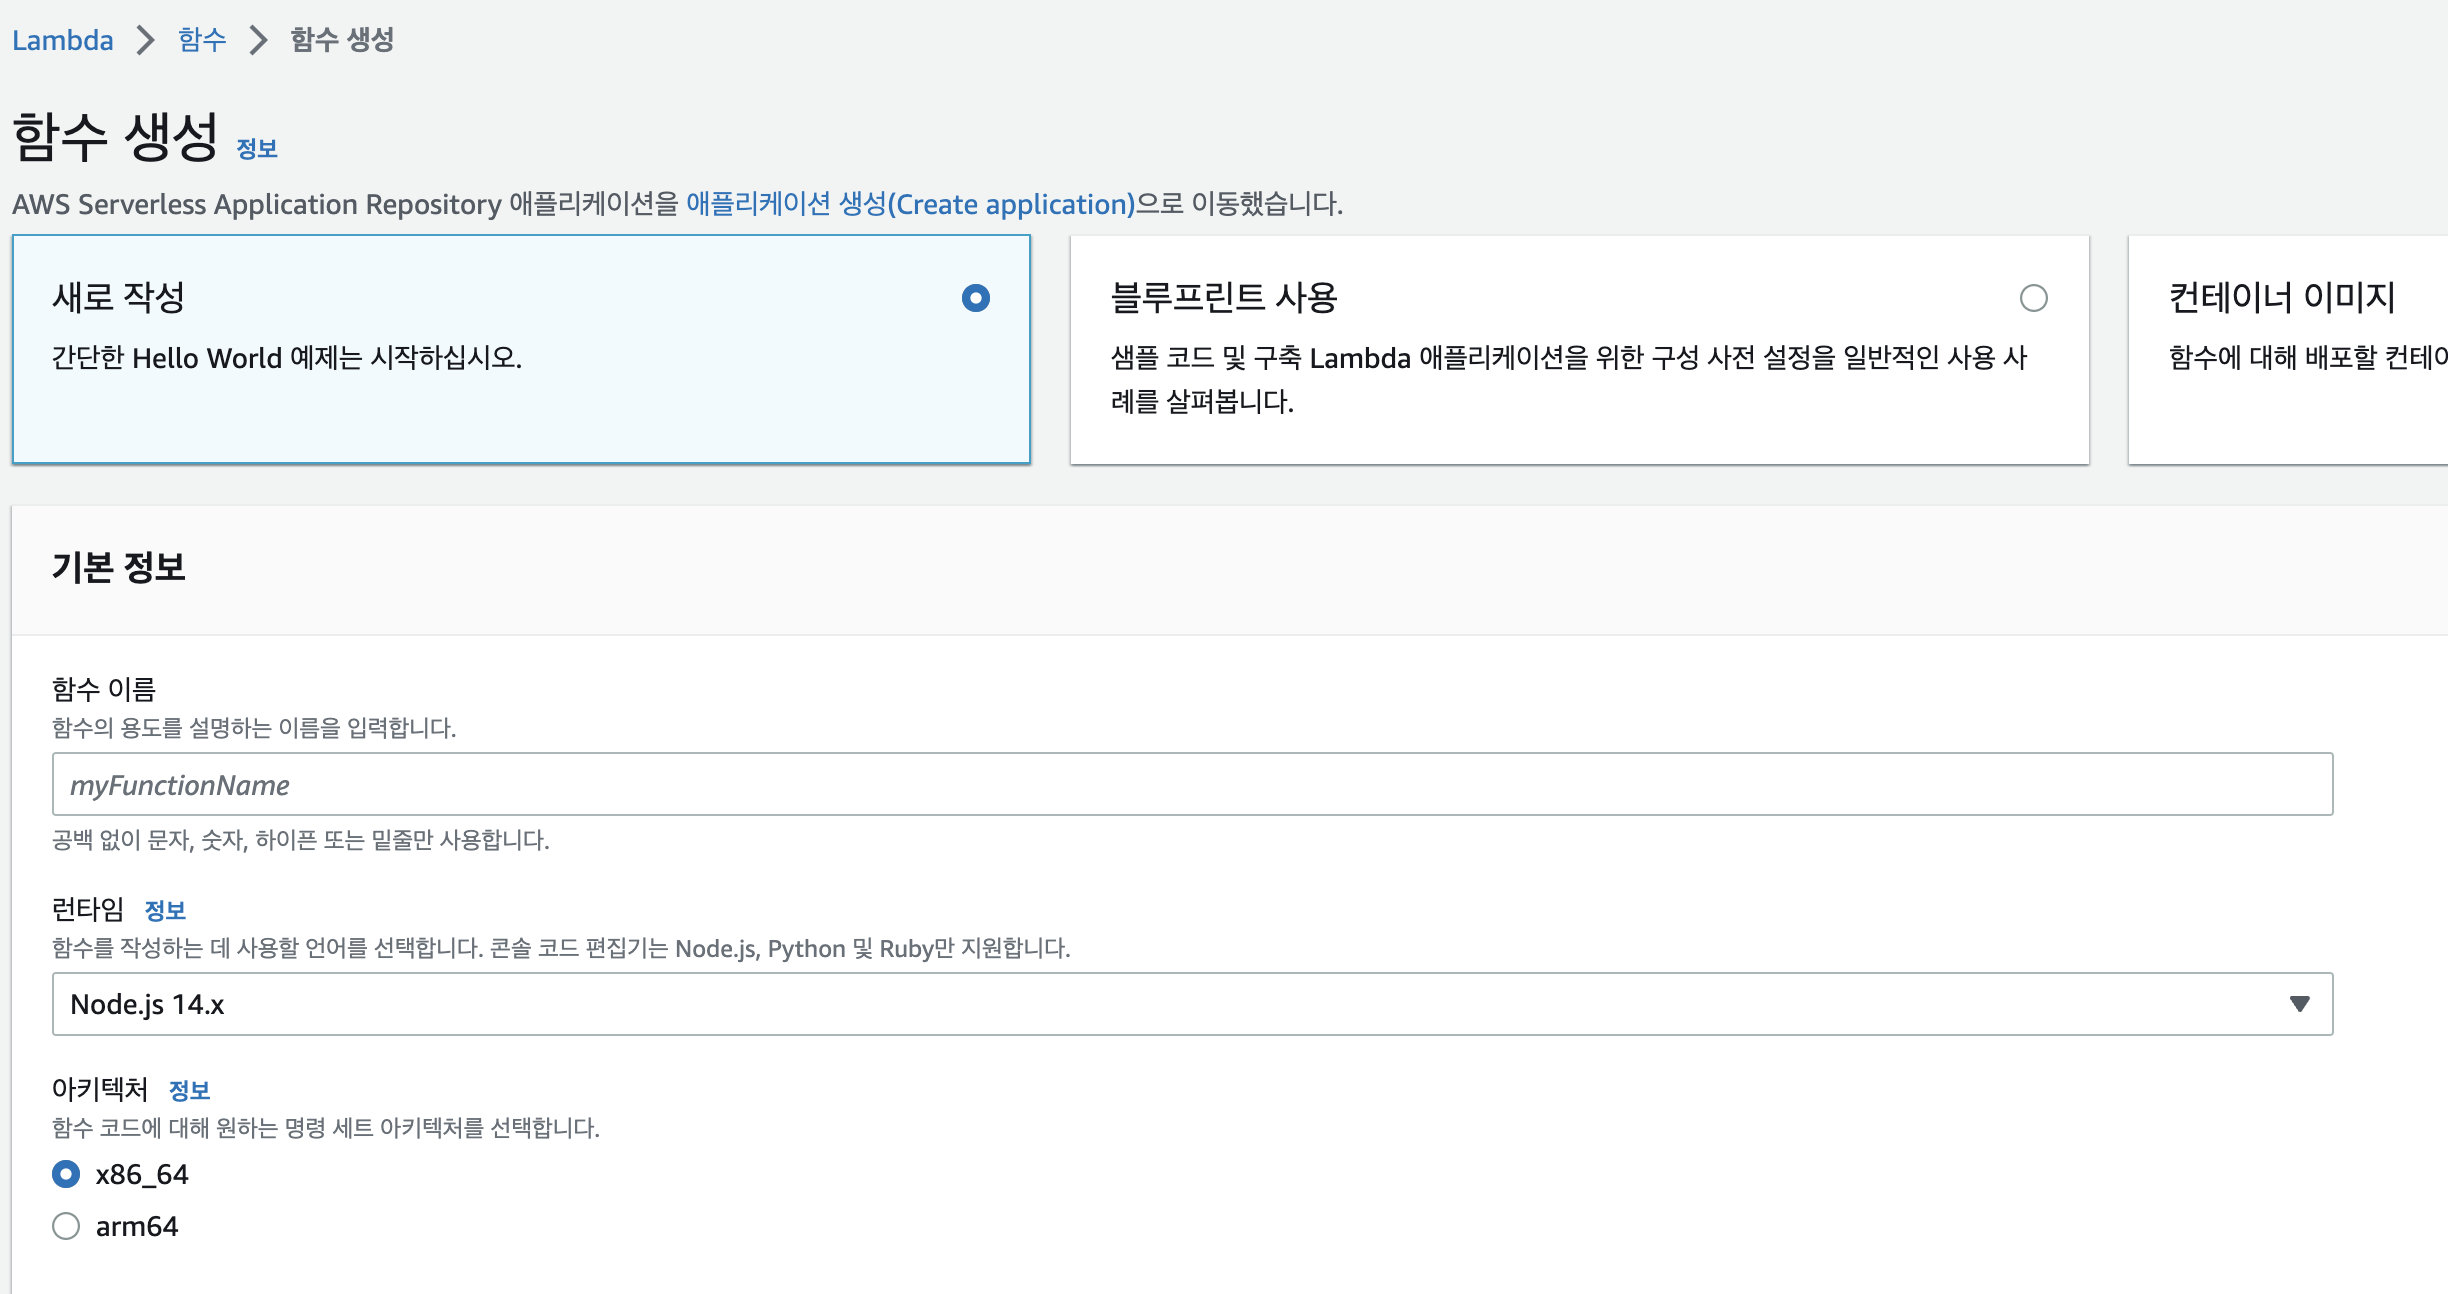 Lambda > 함수 > 함수 생성
함수 생성 정보
AWS Serverless Application Repository 애플리케이션을 애플리케이션 생성(Create application)으로 이동했습니다.
새로 작성
간단한 Hello World 예제는 시작하십시오.
블루프린트 사용
샘플 코드 및 구축 Lambda 애플리케이션을 위한 구성 사전 설정을 일반적인 사용 사
례를 살펴봅니다.
컨테이너 이미지
함수에 대해 배포할 컨테이
기본 정보
함수 이름
함수의 용도를 설명하는 이름을 입력합니다.
myFunctionName
공백 없이 문자, 숫자, 하이픈 또는 밑줄만 사용합니다.
런타임 정보
함수를 작성하는 데 사용할 언어를 선택합니다. 콘솔 코드 편집기는 Node.js, Python 및 Ruby만 지원합니다.
Node.js 14.x
아키텍처 정보
함수 코드에 대해 원하는 명령 세트 아키텍처를 선택합니다.
x86_64
arm64